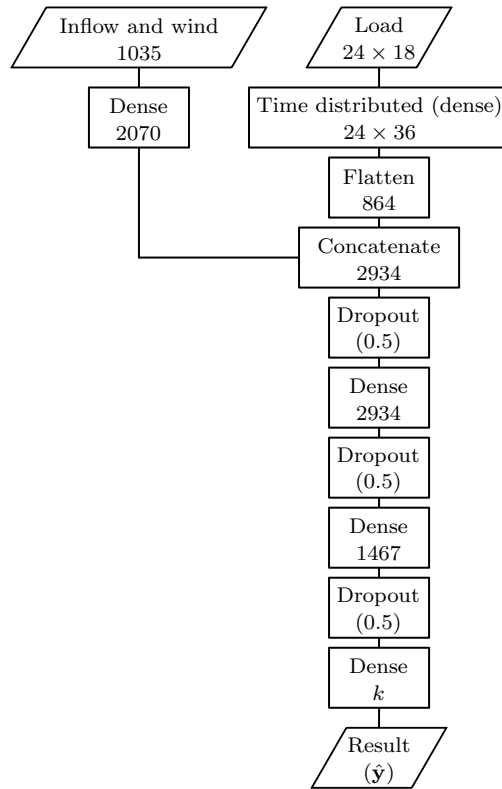 Inflow and wind
1035
Load
24 × 18
Dense
2070
Time distributed (dense)
24 × 36
Flatten
864
Concatenate
2934
Dropout
(0.5)
Dense
2934
Dropout
(0.5)
Dense
1467
Dropout
(0.5)
Dense
k
Result
(ŷ)